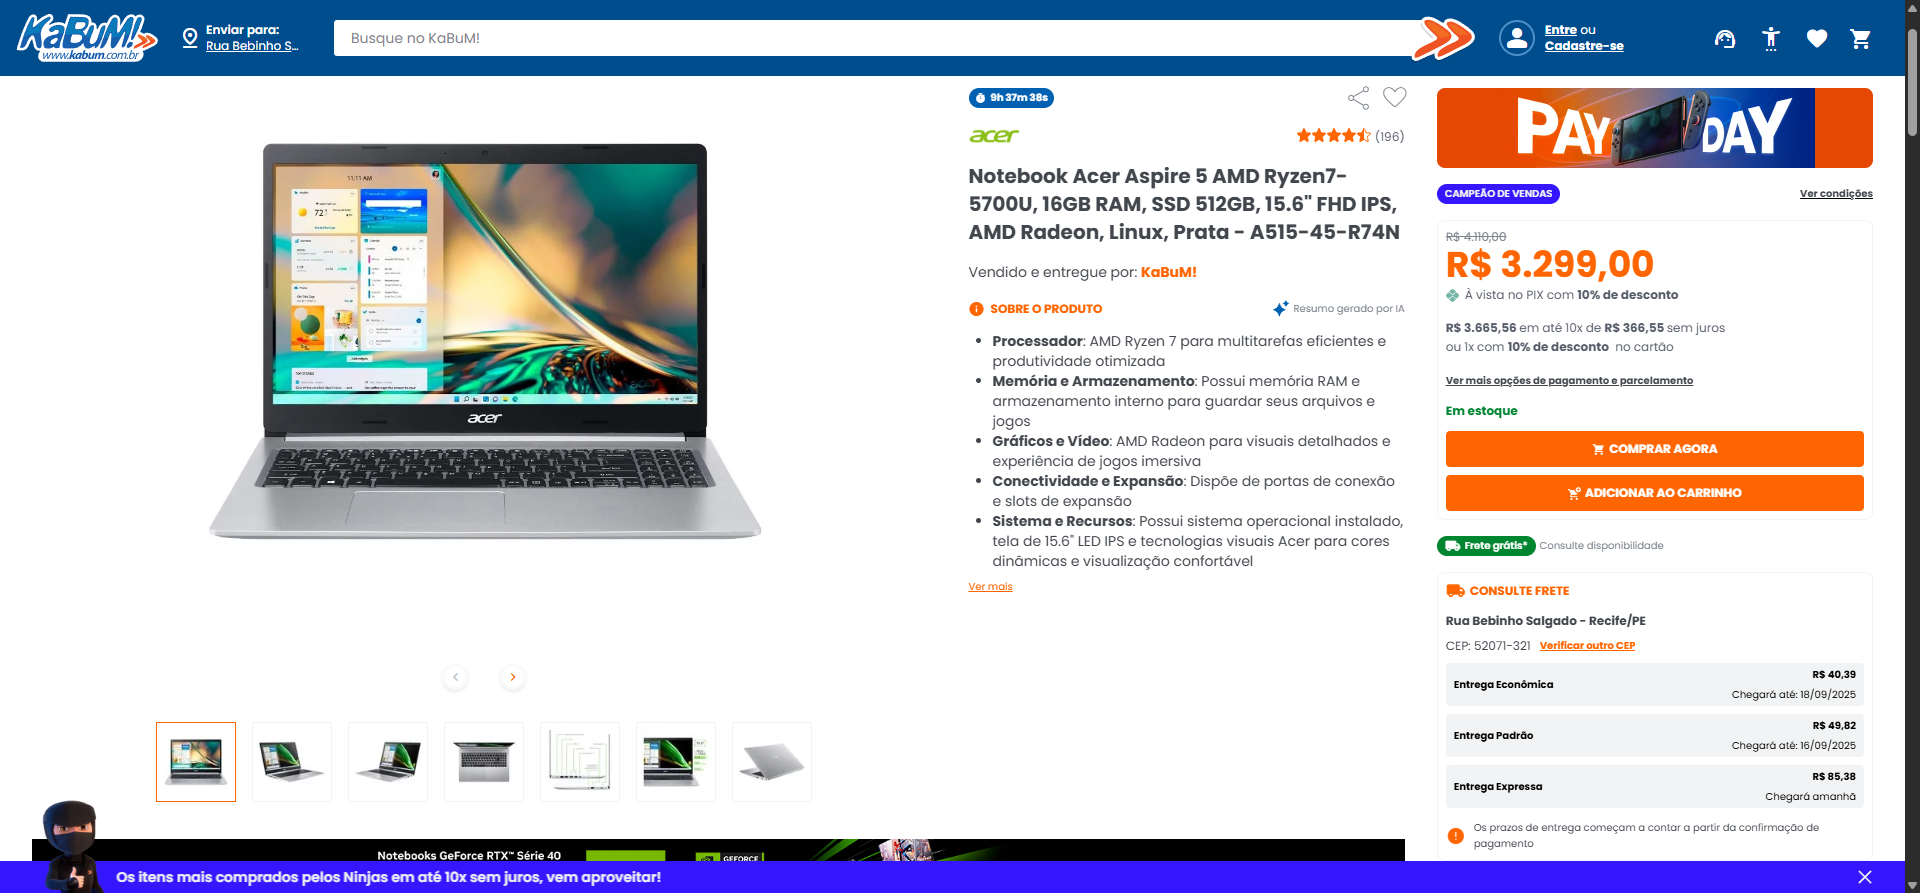 KaBuM!
www.kabum.com.br
Enviar para:
Rua Bebinho S...
Busque no KaBuM!
Entre ou
Cadastre-se
9h 37m 38s
acer
(196)
Notebook Acer Aspire 5 AMD Ryzen7-
5700U, 16GB RAM, SSD 512GB, 15.6" FHD IPS,
AMD Radeon, Linux, Prata - A515-45-R74N
Vendido e entregue por: KaBuM!
SOBRE O PRODUTO
Resumo gerado por IA
Processador: AMD Ryzen 7 para multitarefas eficientes e
produtividade otimizada
Memória e Armazenamento: Possui memória RAM e
armazenamento interno para guardar seus arquivos e
jogos
Gráficos e Vídeo: AMD Radeon para visuais detalhados e
experiência de jogos imersiva
Conectividade e Expansão: Dispõe de portas de conexão
e slots de expansão
Sistema e Recursos: Possui sistema operacional instalado,
tela de 15.6" LED IPS e tecnologias visuais Acer para cores
dinâmicas e visualização confortável
Ver mais
11:11 AM
acer
PAY DAY
CAMPEÃO DE VENDAS
Ver condições
R$ 4.110,00
R$ 3.299,00
À vista no PIX com 10% de desconto
R$ 3.665,56 em até 10x de R$ 366,55 sem juros
ou 1x com 10% de desconto no cartão
Ver mais opções de pagamento e parcelamento
Em estoque
COMPRAR AGORA
ADICIONAR AO CARRINHO
Frete grátis* Consulte disponibilidade
CONSULTE FRETE
Rua Bebinho Salgado - Recife/PE
CEP: 52071-321 Verificar outro CEP
Entrega Econômica
R$ 40,39
Chegará até: 18/09/2025
Entrega Padrão
R$ 49,82
Chegará até: 16/09/2025
Entrega Expressa
R$ 85,38
Chegará amanhã
Os prazos de entrega começam a contar a partir da confirmação de
pagamento
Notebooks GeForce RTX™ Série 40
GEFORCE
Os itens mais comprados pelos Ninjas em até 10x sem juros, vem aproveitar!